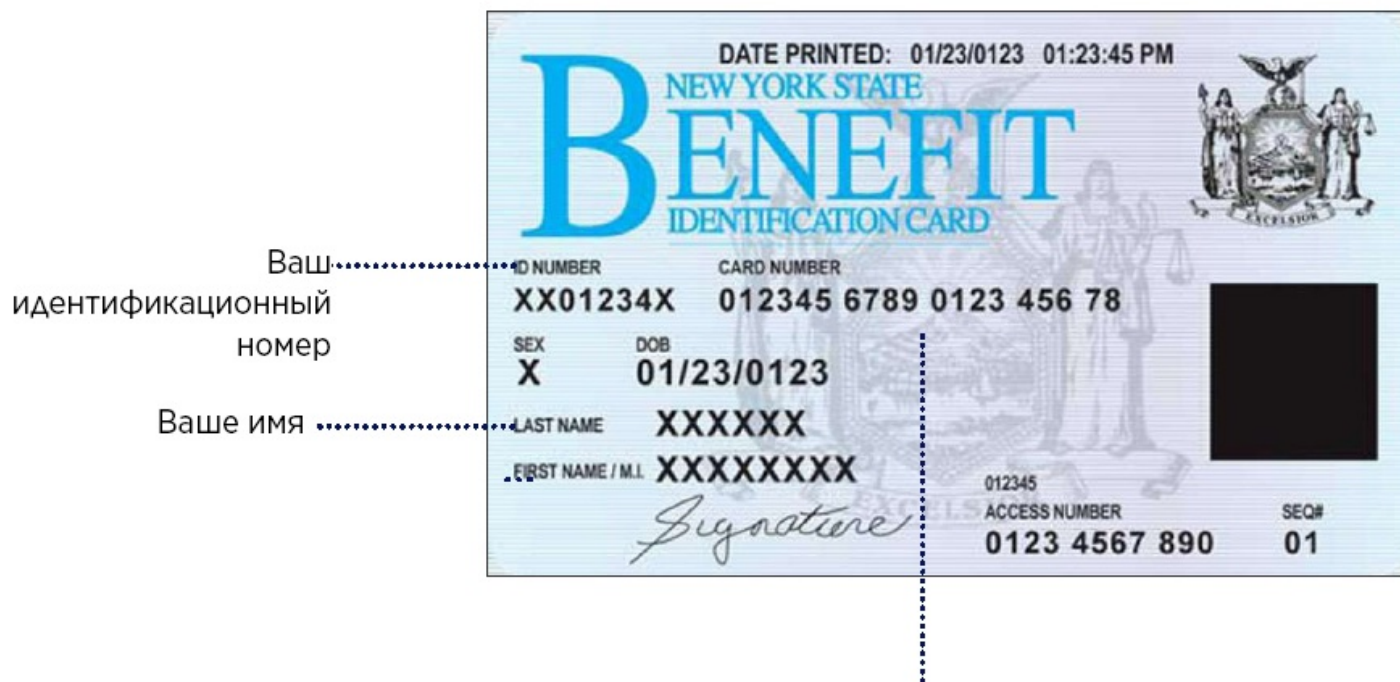 DATE PRINTED: 01/23/0123 01:23:45 PM
NEW YORK STATE
BENEFIT
IDENTIFICATION CARD
EXCELSIOR
Ваш
идентификационный
номер
ID NUMBER CARD NUMBER
XX01234X 012345 6789 0123 456 78
SEX DOB
X 01/23/0123
Ваше имя
LAST NAME XXXXXX
FIRST NAME / M.I. XXXXXXXX
EXCELSIOR
Signature
012345
ACCESS NUMBER SEQ#
0123 4567 890 01